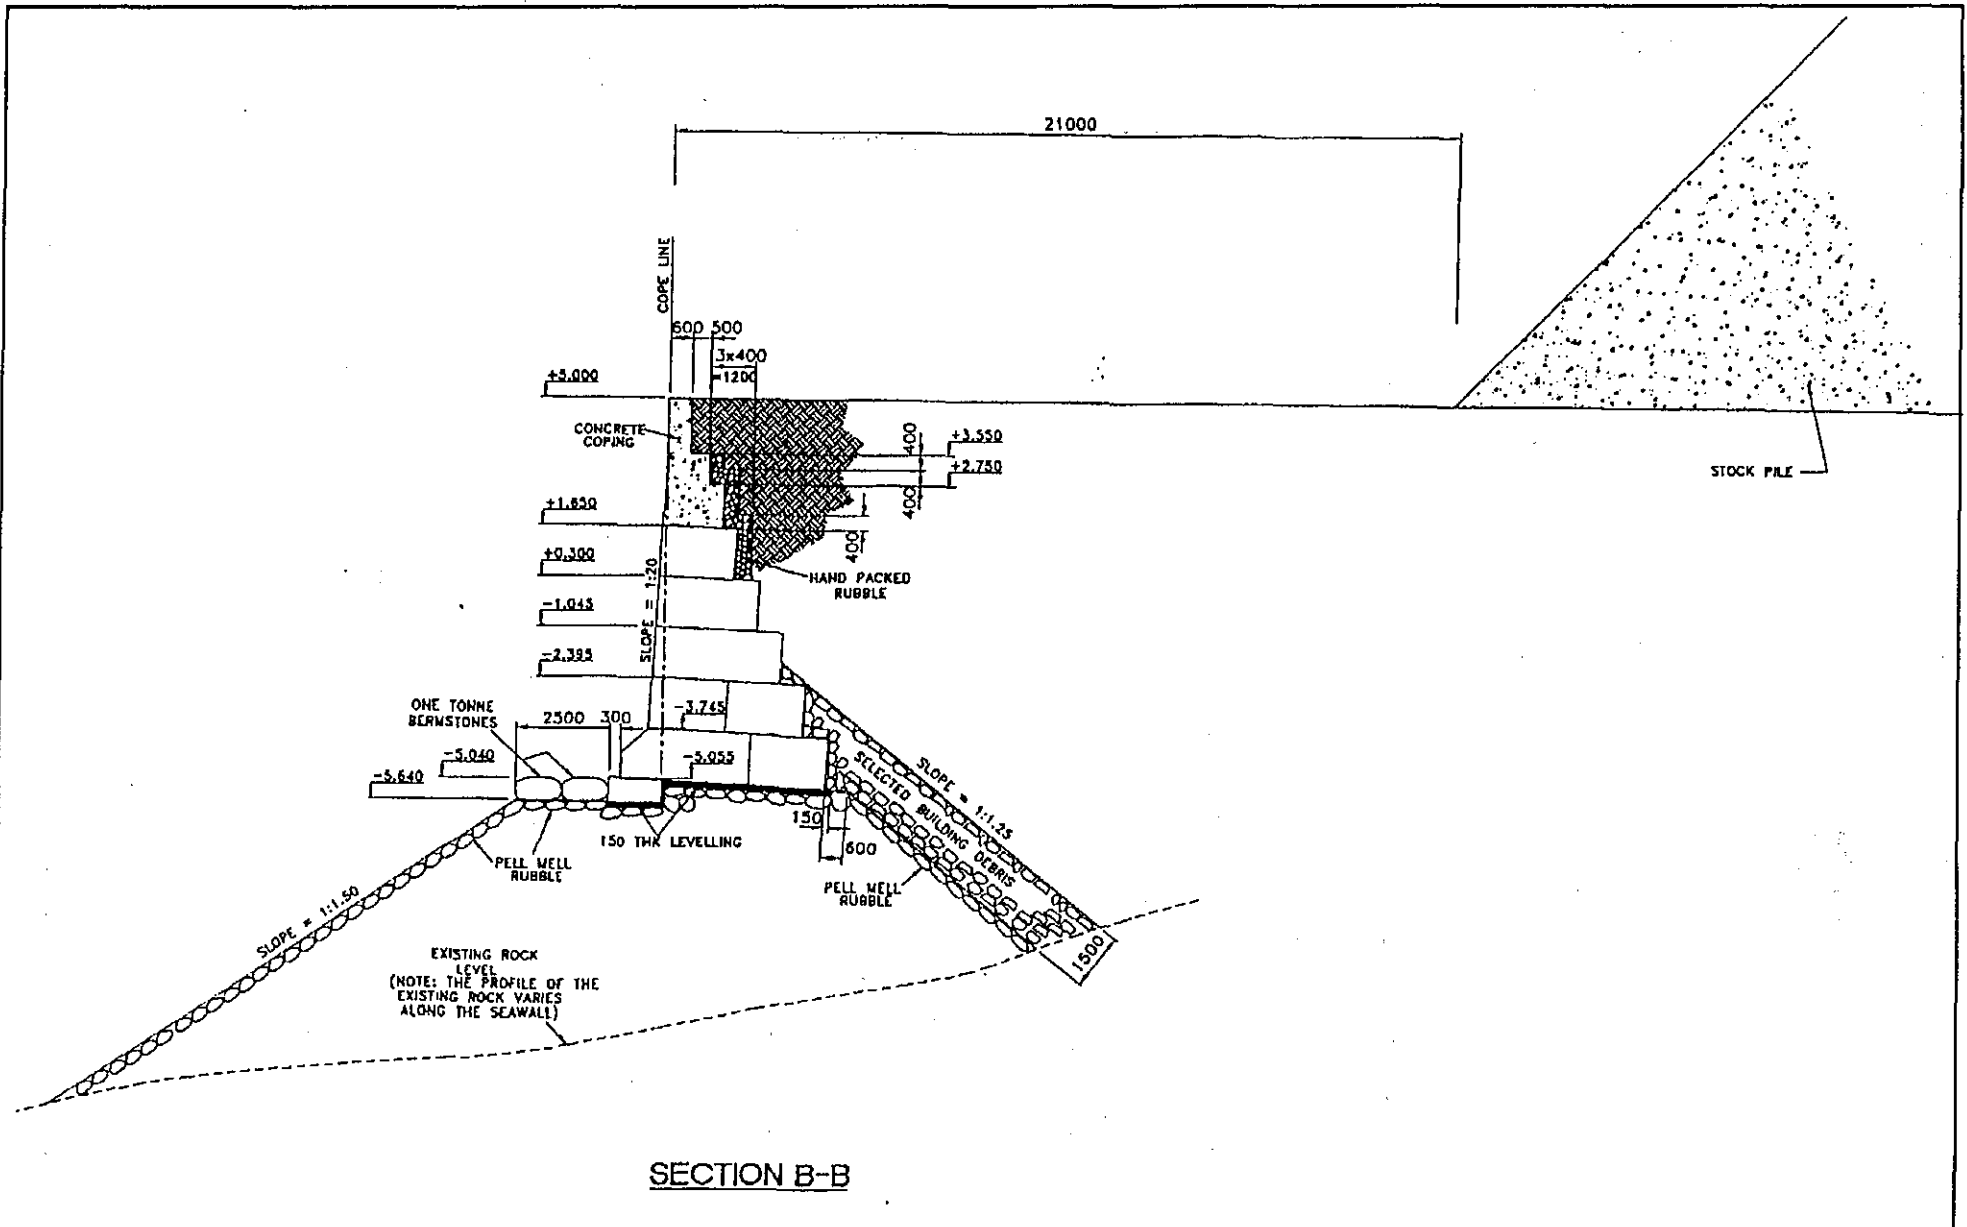 21000
COPE LINE
600 500
3x400
=1200
+5.000
CONCRETE
COPING
400
+3.550
+2.750
400
STOCK PILE
+1.650
400
+0.300
HAND PACKED
RUBBLE
SLOPE = 1:20
-1.045
-2.395
ONE TONNE
BERMSTONES
2500 300
-3.745
-5.040
-5.055
-5.640
SLOPE = 1:1.25
SELECTED BUILDING DEBRIS
150
150 THK LEVELLING
600
PELL MELL
RUBBLE
PELL MELL
RUBBLE
SLOPE = 1:1.50
1500
EXISTING ROCK
LEVEL
(NOTE: THE PROFILE OF THE
EXISTING ROCK VARIES
ALONG THE SEAWALL)
SECTION B-B